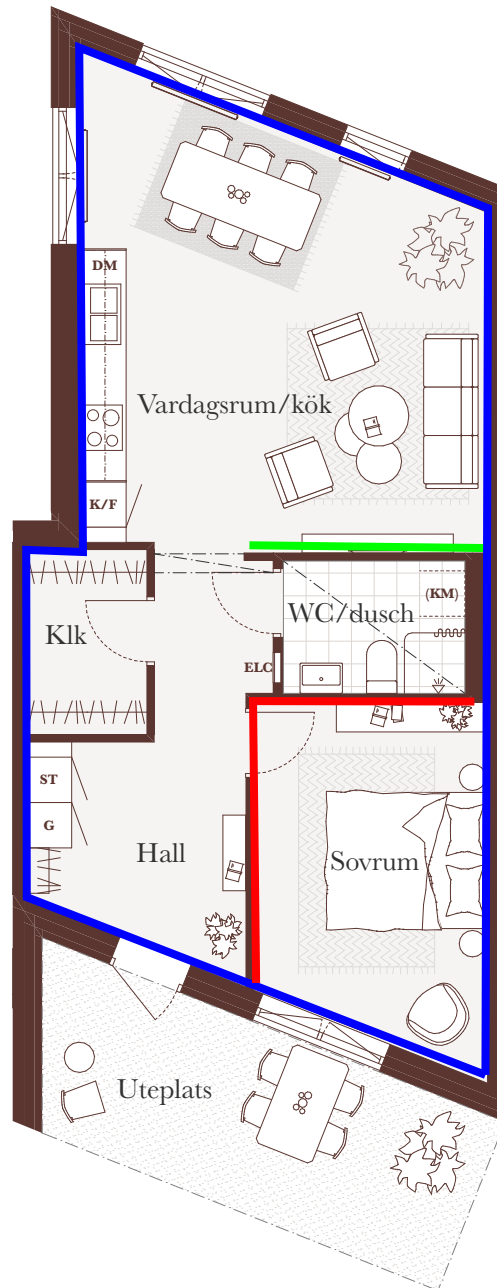 DM
Vardagsrum/kök
K/F
(KM)
WC/dusch
Klk
ELC
ST
G
Hall
Sovrum
Uteplats